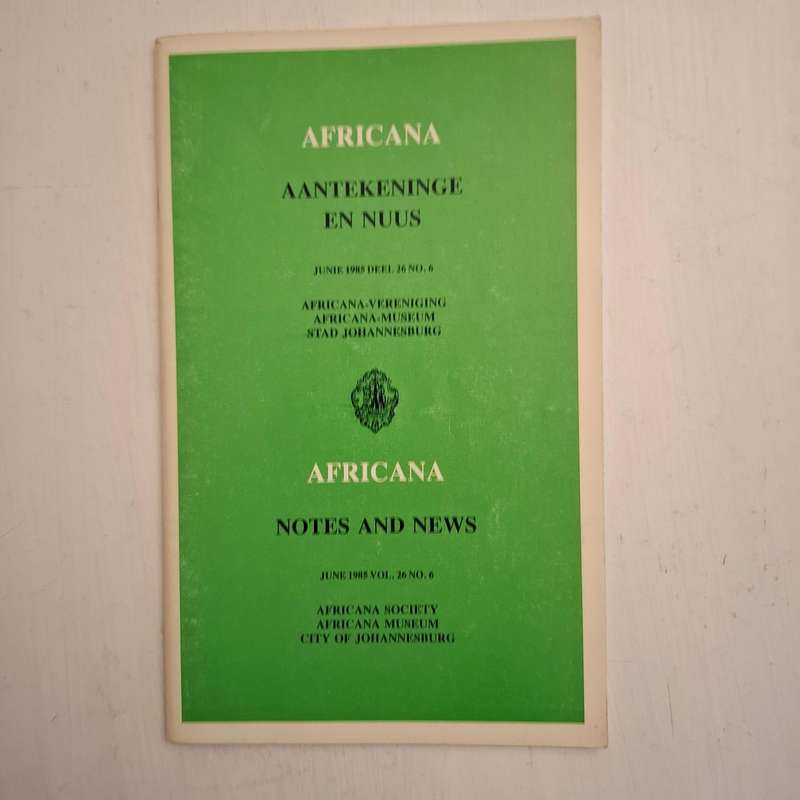 AFRICANA
AANTEKENINGE
EN NUUS
JUNIE 1985 DEEL 26 NO. 6
AFRICANA-VERENIGING
AFRICANA-MUSEUM
STAD JOHANNESBURG
AFRICANA
NOTES AND NEWS
JUNE 1985 VOL. 26 NO. 6
AFRICANA SOCIETY
AFRICANA MUSEUM
CITY OF JOHANNESBURG